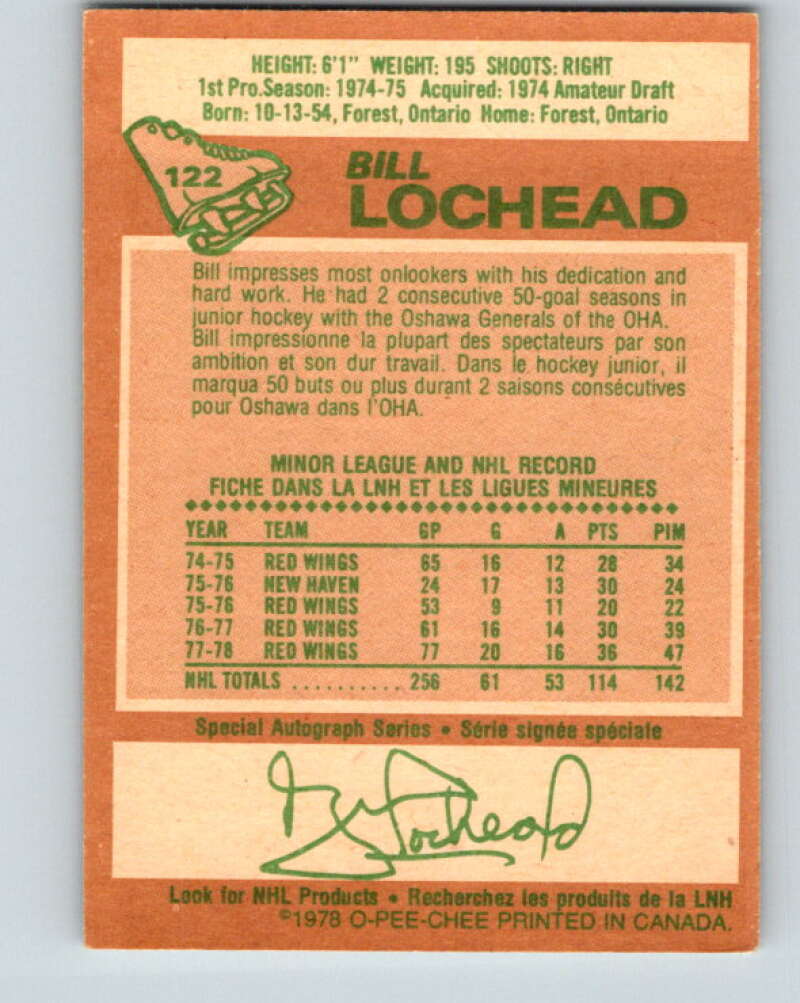 HEIGHT: 6'1" WEIGHT: 195 SHOOTS: RIGHT
1st Pro.Season: 1974-75 Acquired: 1974 Amateur Draft
Born: 10-13-54, Forest, Ontario Home: Forest, Ontario
122
BILL
LOCHEAD
Bill impresses most onlookers with his dedication and
hard work. He had 2 consecutive 50-goal seasons in
junior hockey with the Oshawa Generals of the OHA.
Bill impressionne la plupart des spectateurs par son
ambition et son dur travail. Dans le hockey junior, il
marqua 50 buts ou plus durant 2 saisons consécutives
pour Oshawa dans l'OHA.
MINOR LEAGUE AND NHL RECORD
FICHE DANS LA LNH ET LES LIGUES MINEURES
YEAR TEAM GP G A PTS PIM
74-75 RED WINGS 65 16 12 28 34
75-76 NEW HAVEN 24 17 13 30 24
75-76 RED WINGS 53 9 11 20 22
76-77 RED WINGS 61 16 14 30 39
77-78 RED WINGS 77 20 16 36 47
NHL TOTALS .......... 256 61 53 114 142
Special Autograph Series • Série signée spéciale
Bill Lochead
Look for NHL Products • Recherchez les produits de la LNH
©1978 O-PEE-CHEE PRINTED IN CANADA.